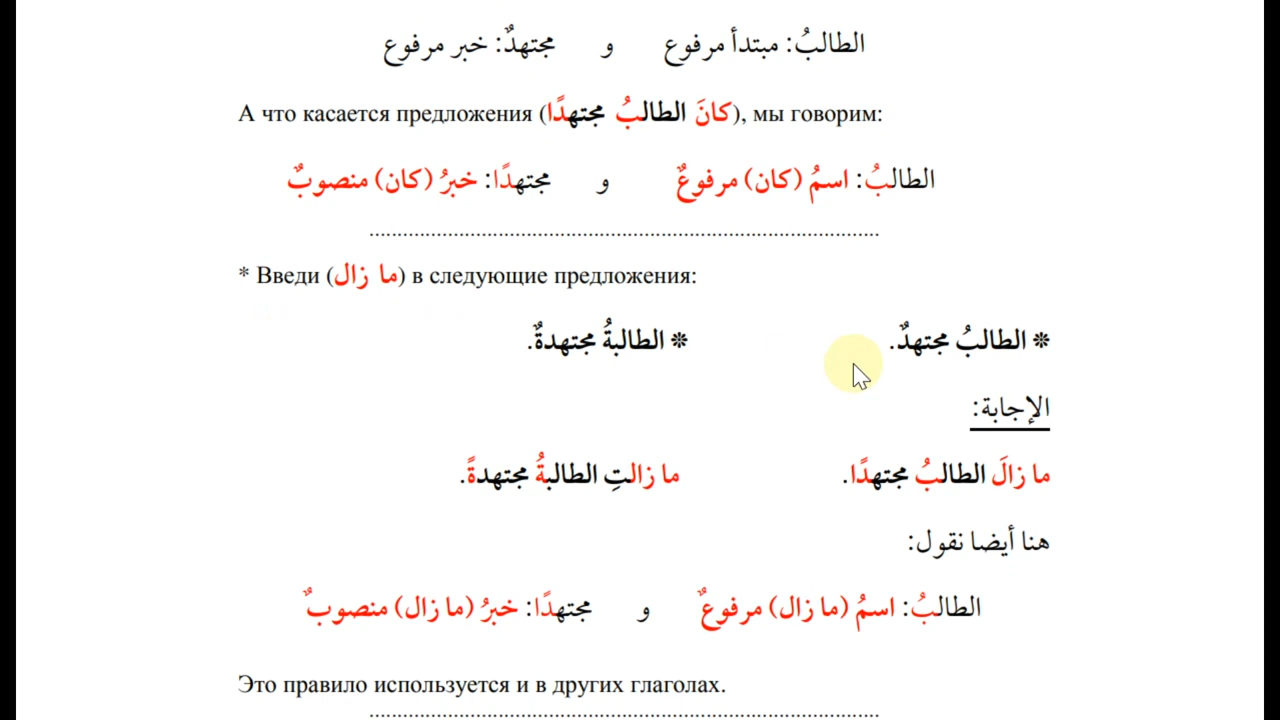 الطالبُ: مبتدأ مرفوع و مجتهدٌ: خبر مرفوع
А что касается предложения (كانَ الطالبُ مجتهدًا), мы говорим:
الطالبُ: اسمُ (كان) مرفوعٌ و مجتهدًا: خبرُ (كان) منصوبٌ
................................................................................
* Введи (ما زال) в следующие предложения:
* الطالبُ مجتهدٌ. * الطالبةُ مجتهدةٌ.
الإجابة:
ما زالَ الطالبُ مجتهدًا. ما زالتِ الطالبةُ مجتهدةً.
هنا أيضا نقول:
الطالبُ: اسمُ (ما زال) مرفوعٌ و مجتهدًا: خبرُ (ما زال) منصوبٌ
Это правило используется и в других глаголах.
................................................................................